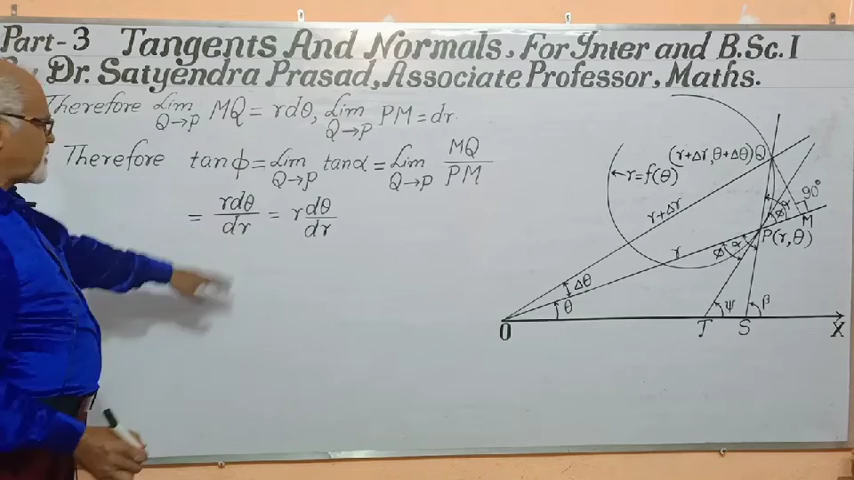 Part-3 Tangents And Normals, For Inter and B.Sc. I
By Dr. Satyendra Prasad, Associate Professor, Maths.
Therefore Lim Q→P MQ = rdθ, Lim Q→P PM = dr.
Therefore tanϕ = Lim Q→P tanα = Lim Q→P MQ/PM
= rdθ/dr = r dθ/dr
(r+Δr, θ+Δθ) Q
r = f(θ)
90°
r+Δr
ϕ α
M
r
P(r,θ)
ϕ α
Δθ
θ
ψ β
O T S X